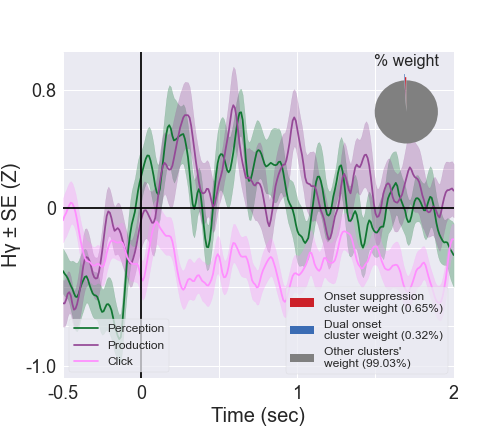 % weight
0.8
0
-1.0
Hγ ± SE (Z)
Perception
Production
Click
Onset suppression
cluster weight (0.65%)
Dual onset
cluster weight (0.32%)
Other clusters'
weight (99.03%)
-0.5
0
1
2
Time (sec)